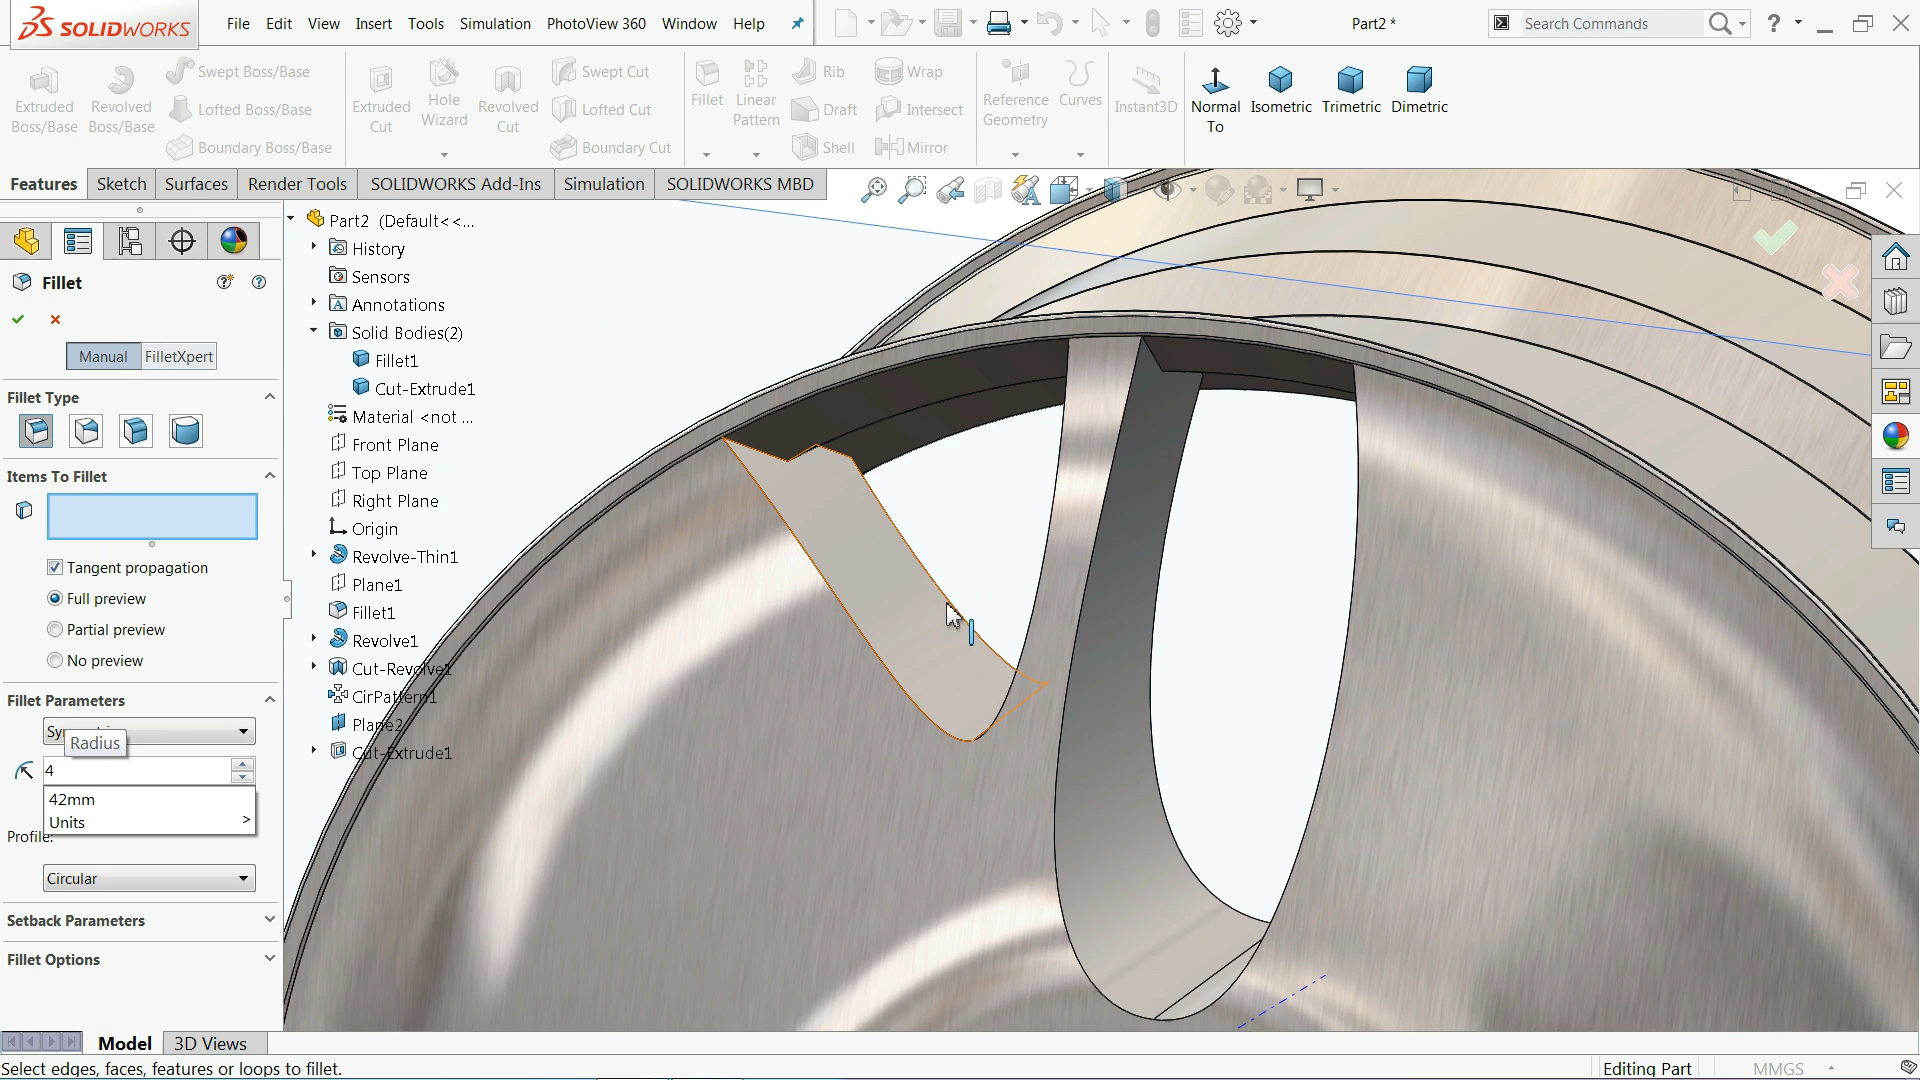 SOLIDWORKS File Edit View Insert Tools Simulation PhotoView 360 Window Help Part2 * Search Commands ?
Extruded Boss/Base
Revolved Boss/Base
Swept Boss/Base
Lofted Boss/Base
Boundary Boss/Base
Extruded Cut
Hole Wizard
Revolved Cut
Swept Cut
Lofted Cut
Boundary Cut
Fillet
Linear Pattern
Rib
Draft
Shell
Wrap
Intersect
Mirror
Reference Geometry
Curves
Instant3D
Normal To
Isometric
Trimetric
Dimetric
Features Sketch Surfaces Render Tools SOLIDWORKS Add-Ins Simulation SOLIDWORKS MBD
Fillet
Manual FilletXpert
Fillet Type
Items To Fillet
Tangent propagation
Full preview
Partial preview
No preview
Fillet Parameters
Radius
4
42mm
Units >
Profile:
Circular
Setback Parameters
Fillet Options
Part2 (Default<<...
History
Sensors
Annotations
Solid Bodies(2)
Fillet1
Cut-Extrude1
Material <not ...
Front Plane
Top Plane
Right Plane
Origin
Revolve-Thin1
Plane1
Fillet1
Revolve1
Cut-Revolve1
CirPattern1
Plane2
Cut-Extrude1
Model 3D Views
Select edges, faces, features or loops to fillet. Editing Part MMGS